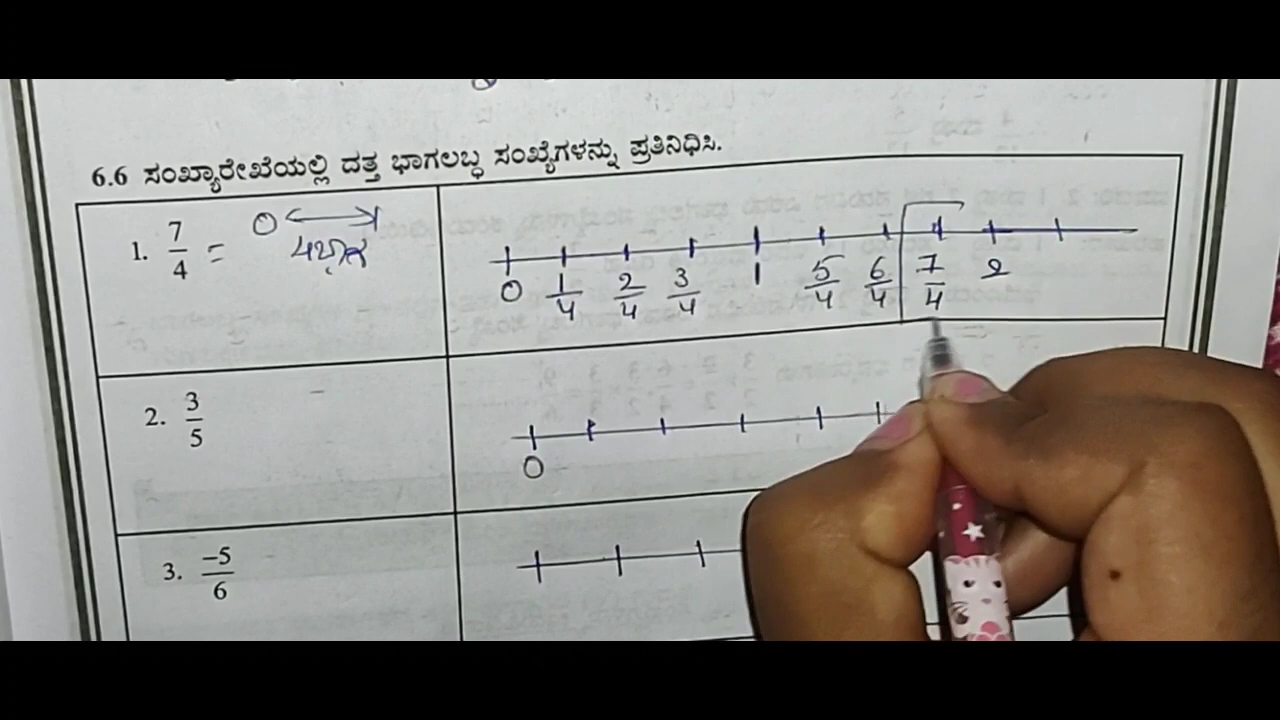 6.6 ಸಂಖ್ಯಾರೇಖೆಯಲ್ಲಿ ದತ್ತ ಭಾಗಲಬ್ಧ ಸಂಖ್ಯೆಗಳನ್ನು ಪ್ರತಿನಿಧಿಸಿ.
1. 7/4 = 0
0 1/4 2/4 3/4 1 5/4 6/4 7/4 2
2. 3/5
0
3. -5/6